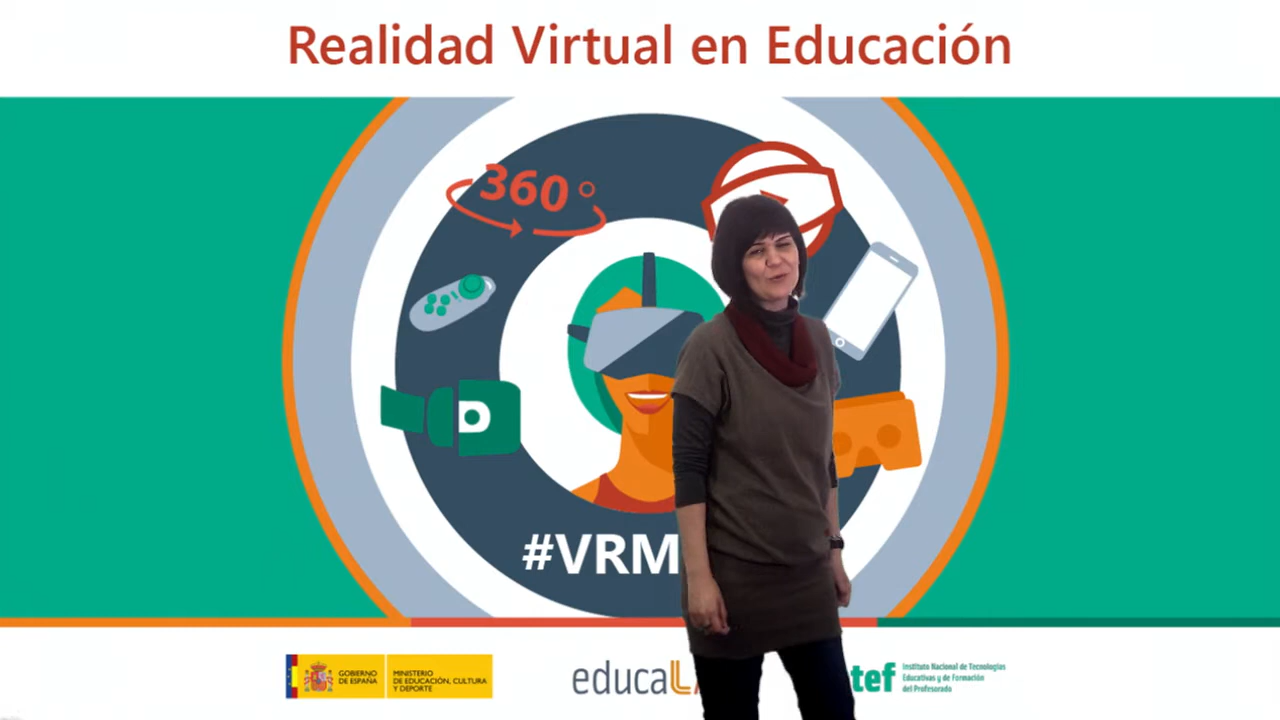 Realidad Virtual en Educación
360°
#VRM
GOBIERNO
DE ESPAÑA
MINISTERIO
DE EDUCACIÓN, CULTURA
Y DEPORTE
educaL
tef
Instituto Nacional de Tecnologías
Educativas y de Formación
del Profesorado